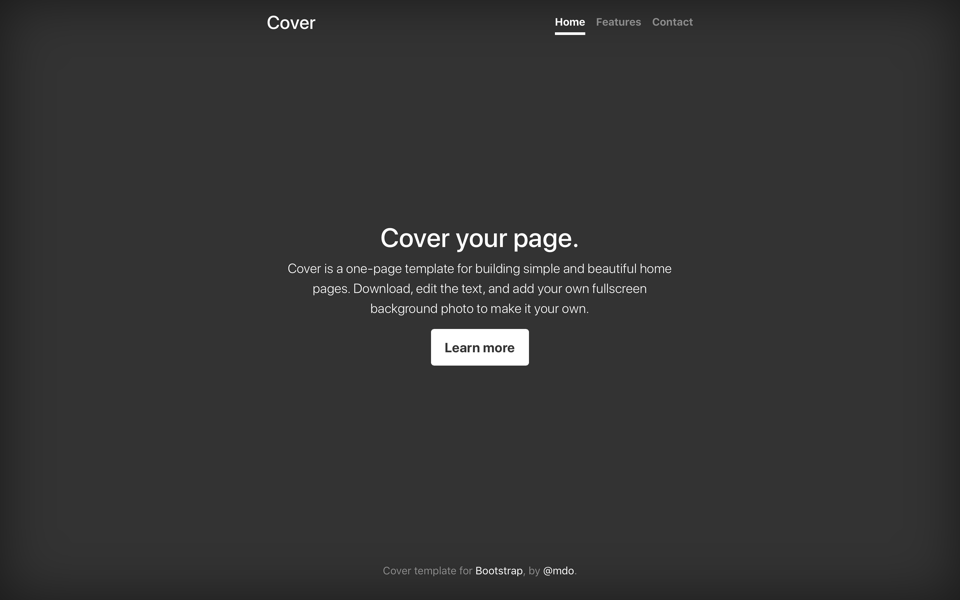 Cover
Home Features Contact
Cover your page.
Cover is a one-page template for building simple and beautiful home
pages. Download, edit the text, and add your own fullscreen
background photo to make it your own.
Learn more
Cover template for Bootstrap, by @mdo.